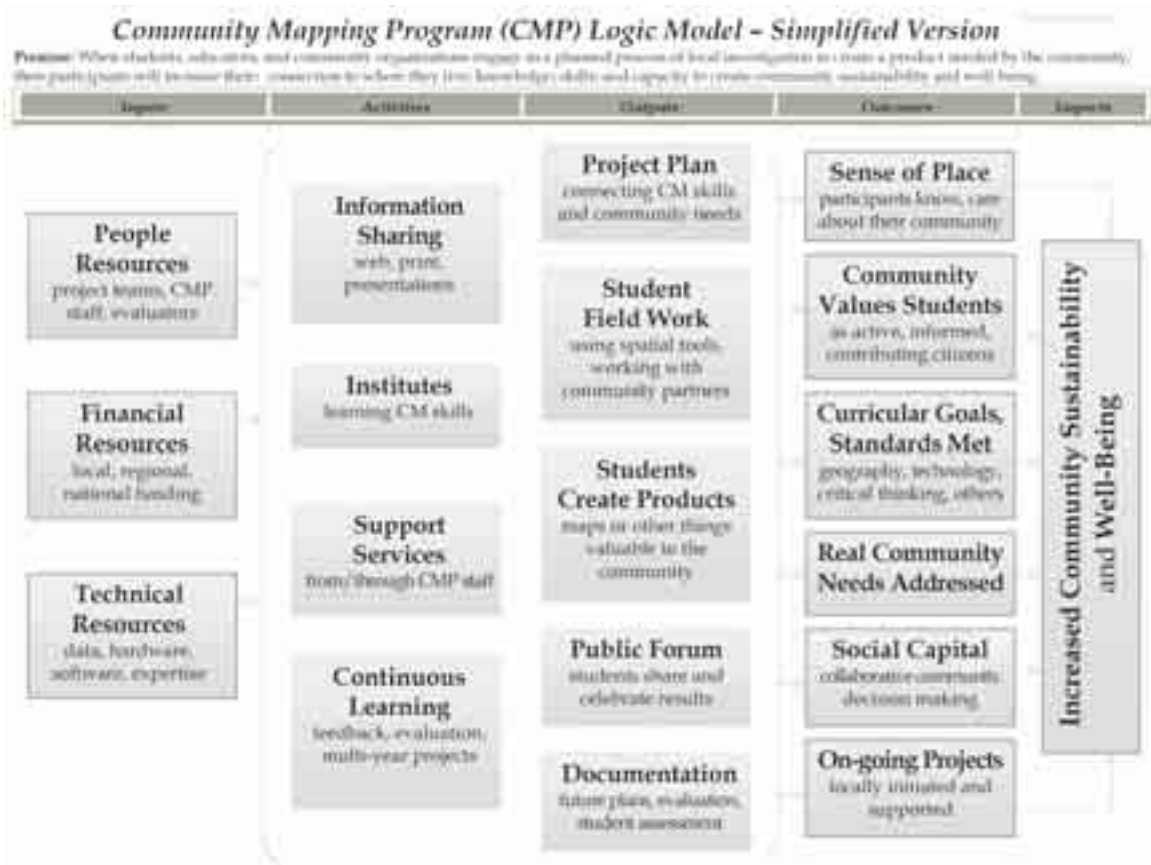 Community Mapping Program (CMP) Logic Model – Simplified Version
Premise: When students, educators, and community organizations engage in a planned process of local investigation to create a product needed by the community,
then participants will increase their: connection to where they live; knowledge; skills and capacity to create community sustainability and well being.
Inputs
Activities
Outputs
Outcomes
Impacts
People
Resources
project teams, CMP
staff, evaluators
Financial
Resources
local, regional,
national funding
Technical
Resources
data, hardware,
software, expertise
Information
Sharing
web, print,
presentations
Institutes
learning CM skills
Support
Services
from/through CMP staff
Continuous
Learning
feedback, evaluation,
multi-year projects
Project Plan
connecting CM skills
and community needs
Student
Field Work
using spatial tools,
working with
community partners
Students
Create Products
maps or other things
valuable to the
community
Public Forum
students share and
celebrate results
Documentation
future plans, evaluation,
student assessment
Sense of Place
participants know, care
about their community
Community
Values Students
as active, informed,
contributing citizens
Curricular Goals,
Standards Met
geography, technology,
critical thinking, others
Real Community
Needs Addressed
Social Capital
collaborative community
decision making
On-going Projects
locally initiated and
supported
Increased Community Sustainability
and Well-Being